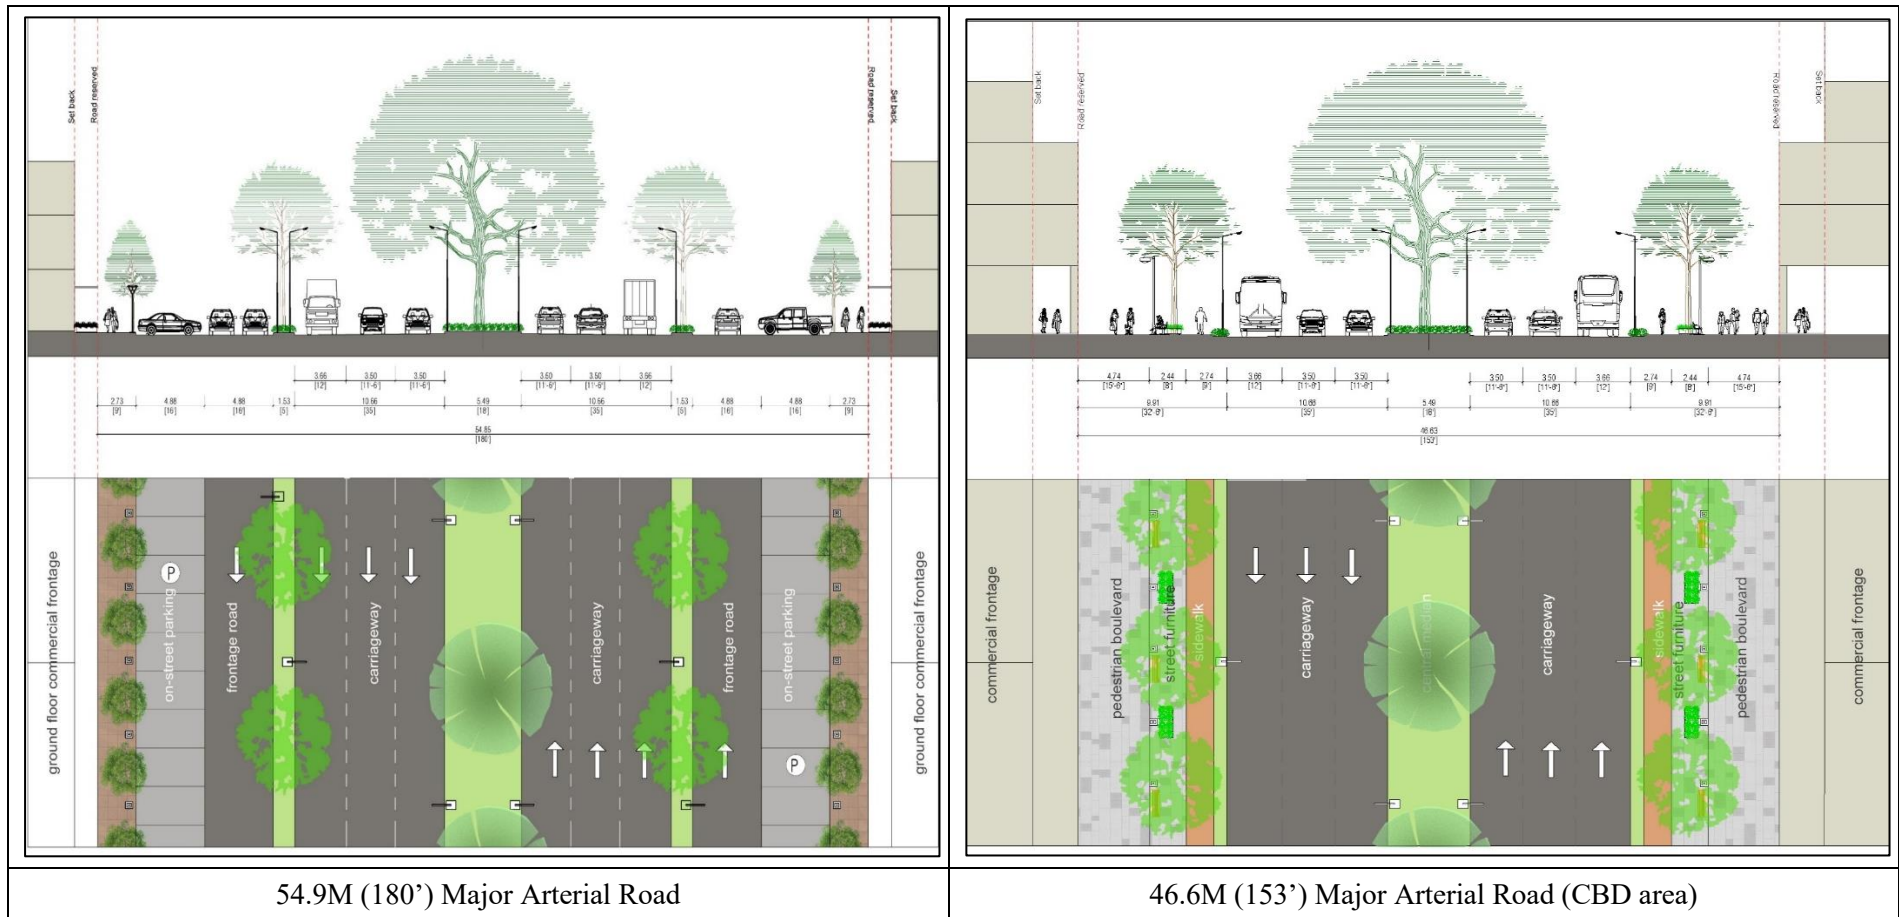 Set back
Road reserved
Road reserved
Set back
3.66 3.50 3.50 3.50 3.50 3.66
[12'] [11'-6"] [11'-6"] [11'-6"] [11'-6"] [12']
2.73 4.88 4.88 1.53 10.66 5.49 10.66 1.53 4.88 4.88 2.73
[9'] [16'] [16'] [5] [35] [18'] [35] [5] [16'] [16] [9']
54.85
[180']
ground floor commercial frontage
on-street parking
P
frontage road
carriageway
carriageway
frontage road
on-street parking
P
ground floor commercial frontage
54.9M (180’) Major Arterial Road
Set back
Road reserved
Road reserved
Set back
4.74 2.44 2.74 3.66 3.50 3.50 3.50 3.50 3.66 2.74 2.44 4.74
[15'-6"] [8'] [9'] [12'] [11'-6"] [11'-6"] [11'-6"] [11'-6"] [12'] [9'] [8'] [15'-6"]
9.91 10.66 5.49 10.66 9.91
[32'-6"] [35'] [18'] [35'] [32'-6"]
46.63
[153']
commercial frontage
pedestrian boulevard
street furniture
sidewalk
carriageway
central median
carriageway
sidewalk
street furniture
pedestrian boulevard
commercial frontage
46.6M (153’) Major Arterial Road (CBD area)